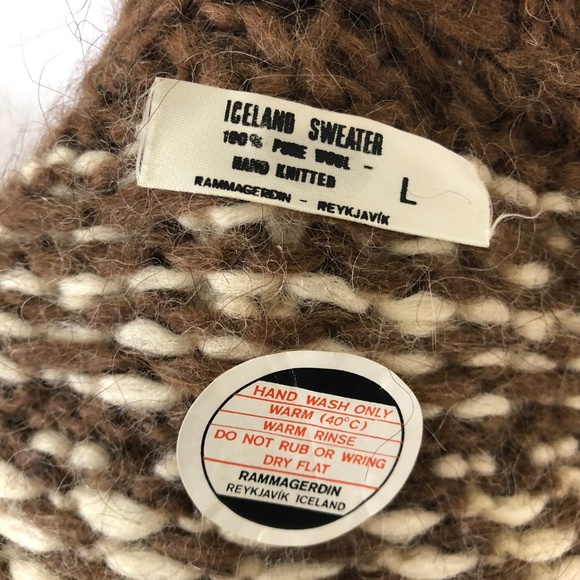 ICELAND SWEATER
100% PURE WOOL -
HAND KNITTED
L
RAMMAGERDIN - REYKJAVÍK
HAND WASH ONLY
WARM (40°C)
WARM RINSE
DO NOT RUB OR WRING
DRY FLAT
RAMMAGERÐIN
REYKJAVÍK ICELAND